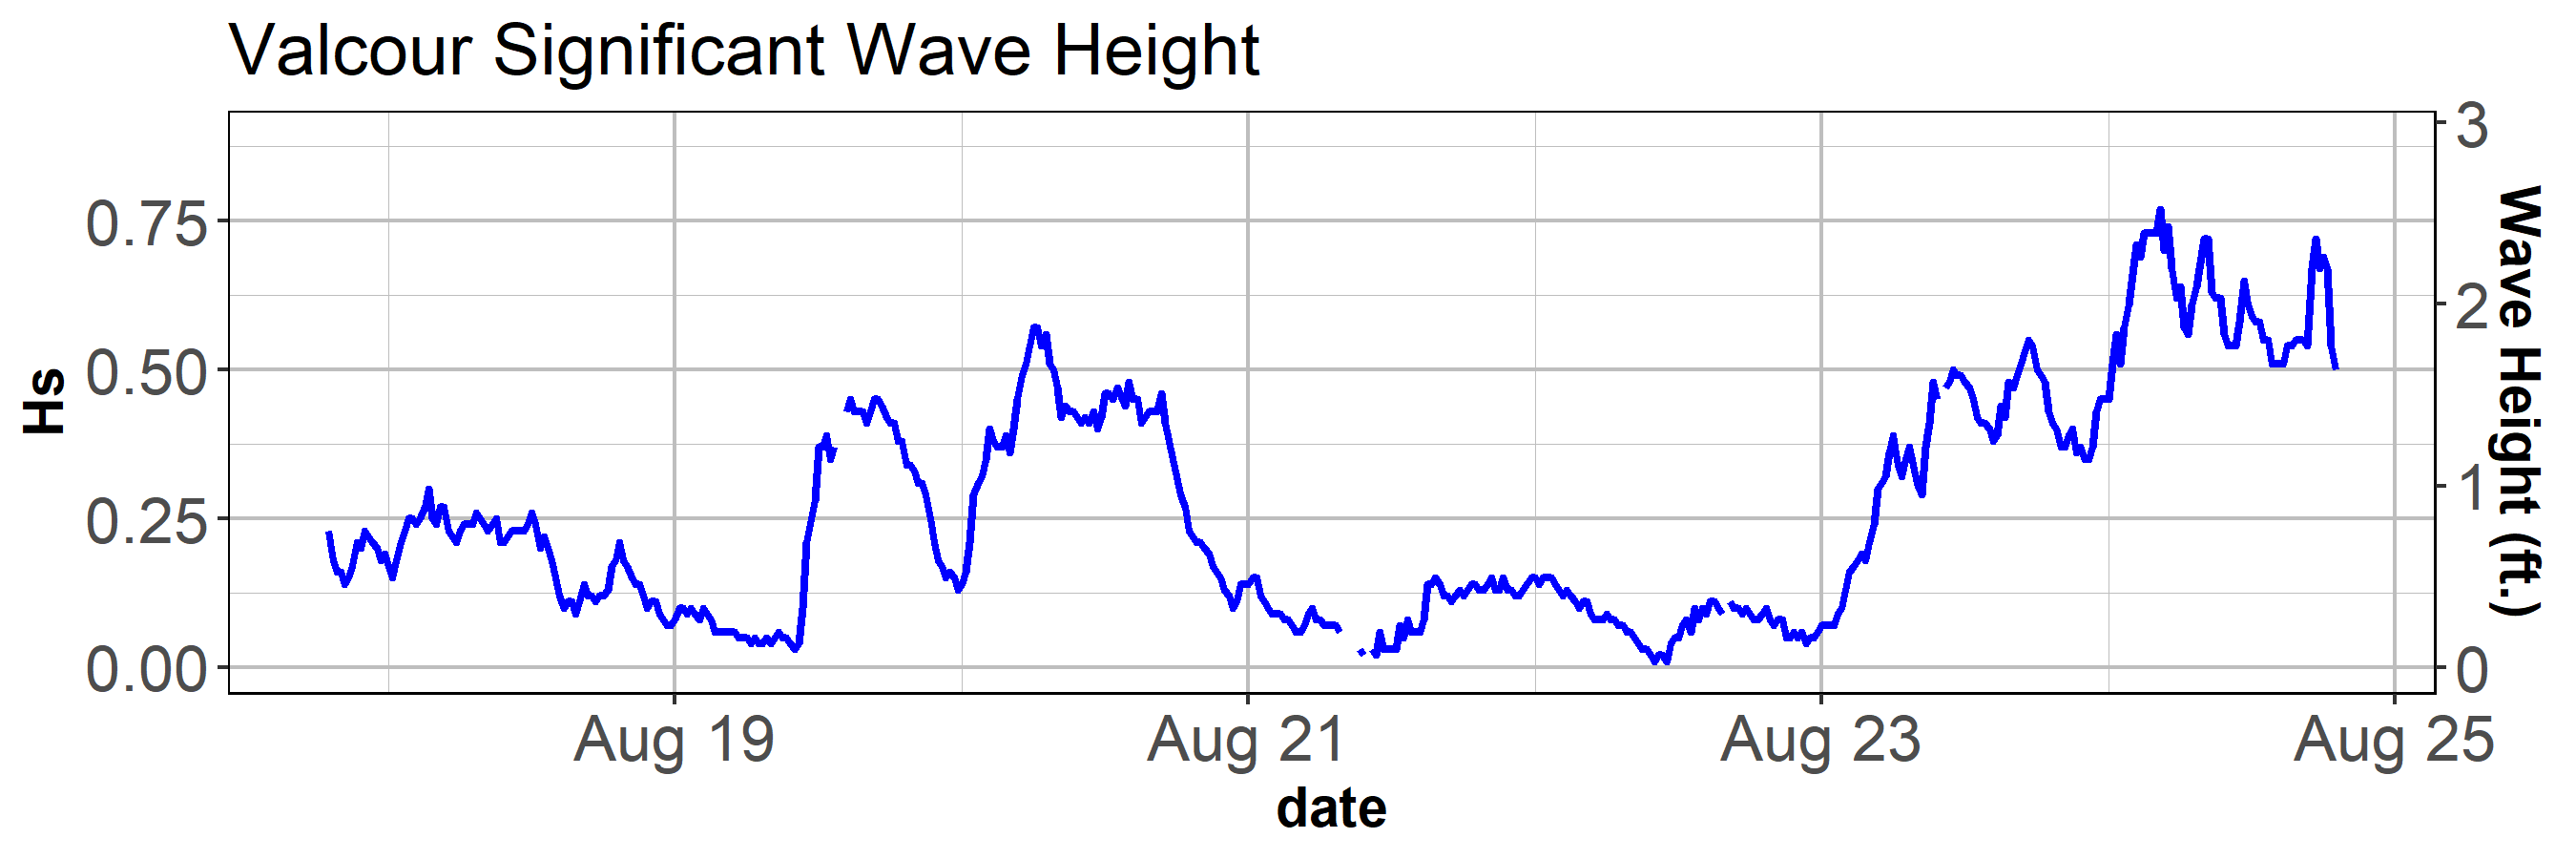 Valcour Significant Wave Height
3
0.75
2
0.50
1
0.25
0.00
0
Hs
Wave Height (ft.)
Aug 19
Aug 21
Aug 23
Aug 25
date